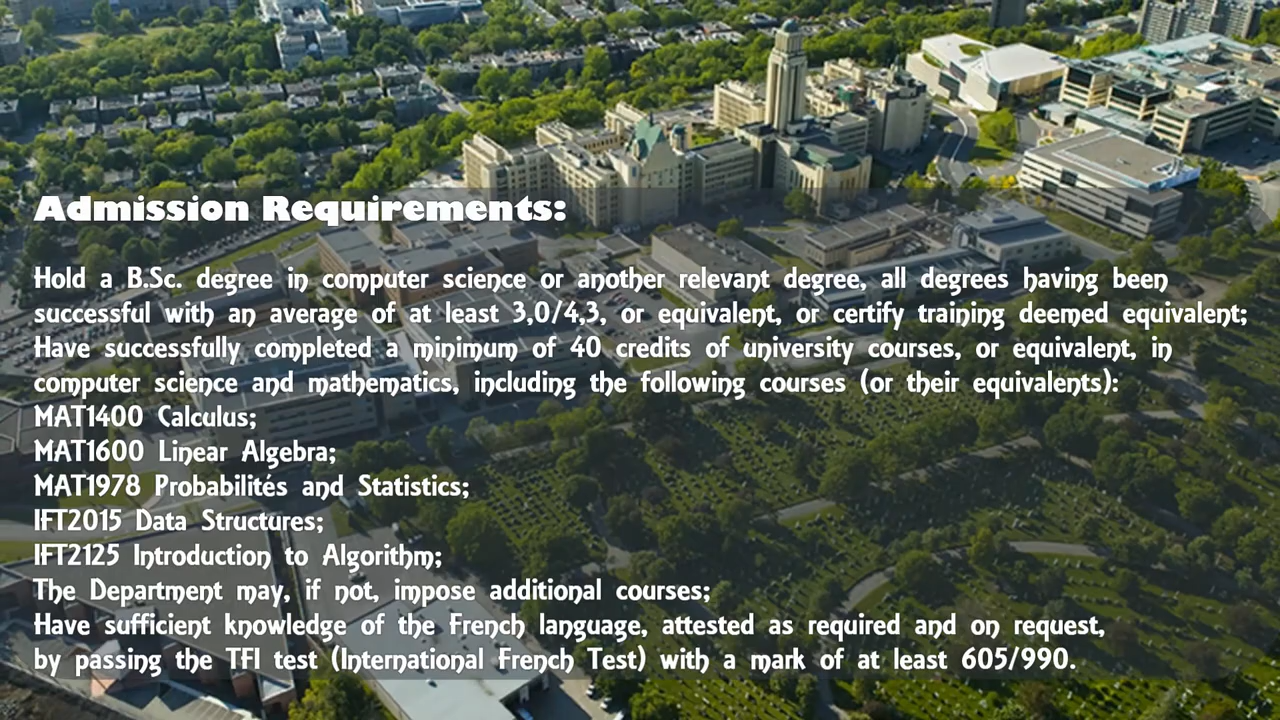 Admission Requirements:
Hold a B.Sc. degree in computer science or another relevant degree, all degrees having been
successful with an average of at least 3,0/4,3, or equivalent, or certify training deemed equivalent;
Have successfully completed a minimum of 40 credits of university courses, or equivalent, in
computer science and mathematics, including the following courses (or their equivalents):
MAT1400 Calculus;
MAT1600 Linear Algebra;
MAT1978 Probabilités and Statistics;
IFT2015 Data Structures;
IFT2125 Introduction to Algorithm;
The Department may, if not, impose additional courses;
Have sufficient knowledge of the French language, attested as required and on request,
by passing the TFI test (International French Test) with a mark of at least 605/990.